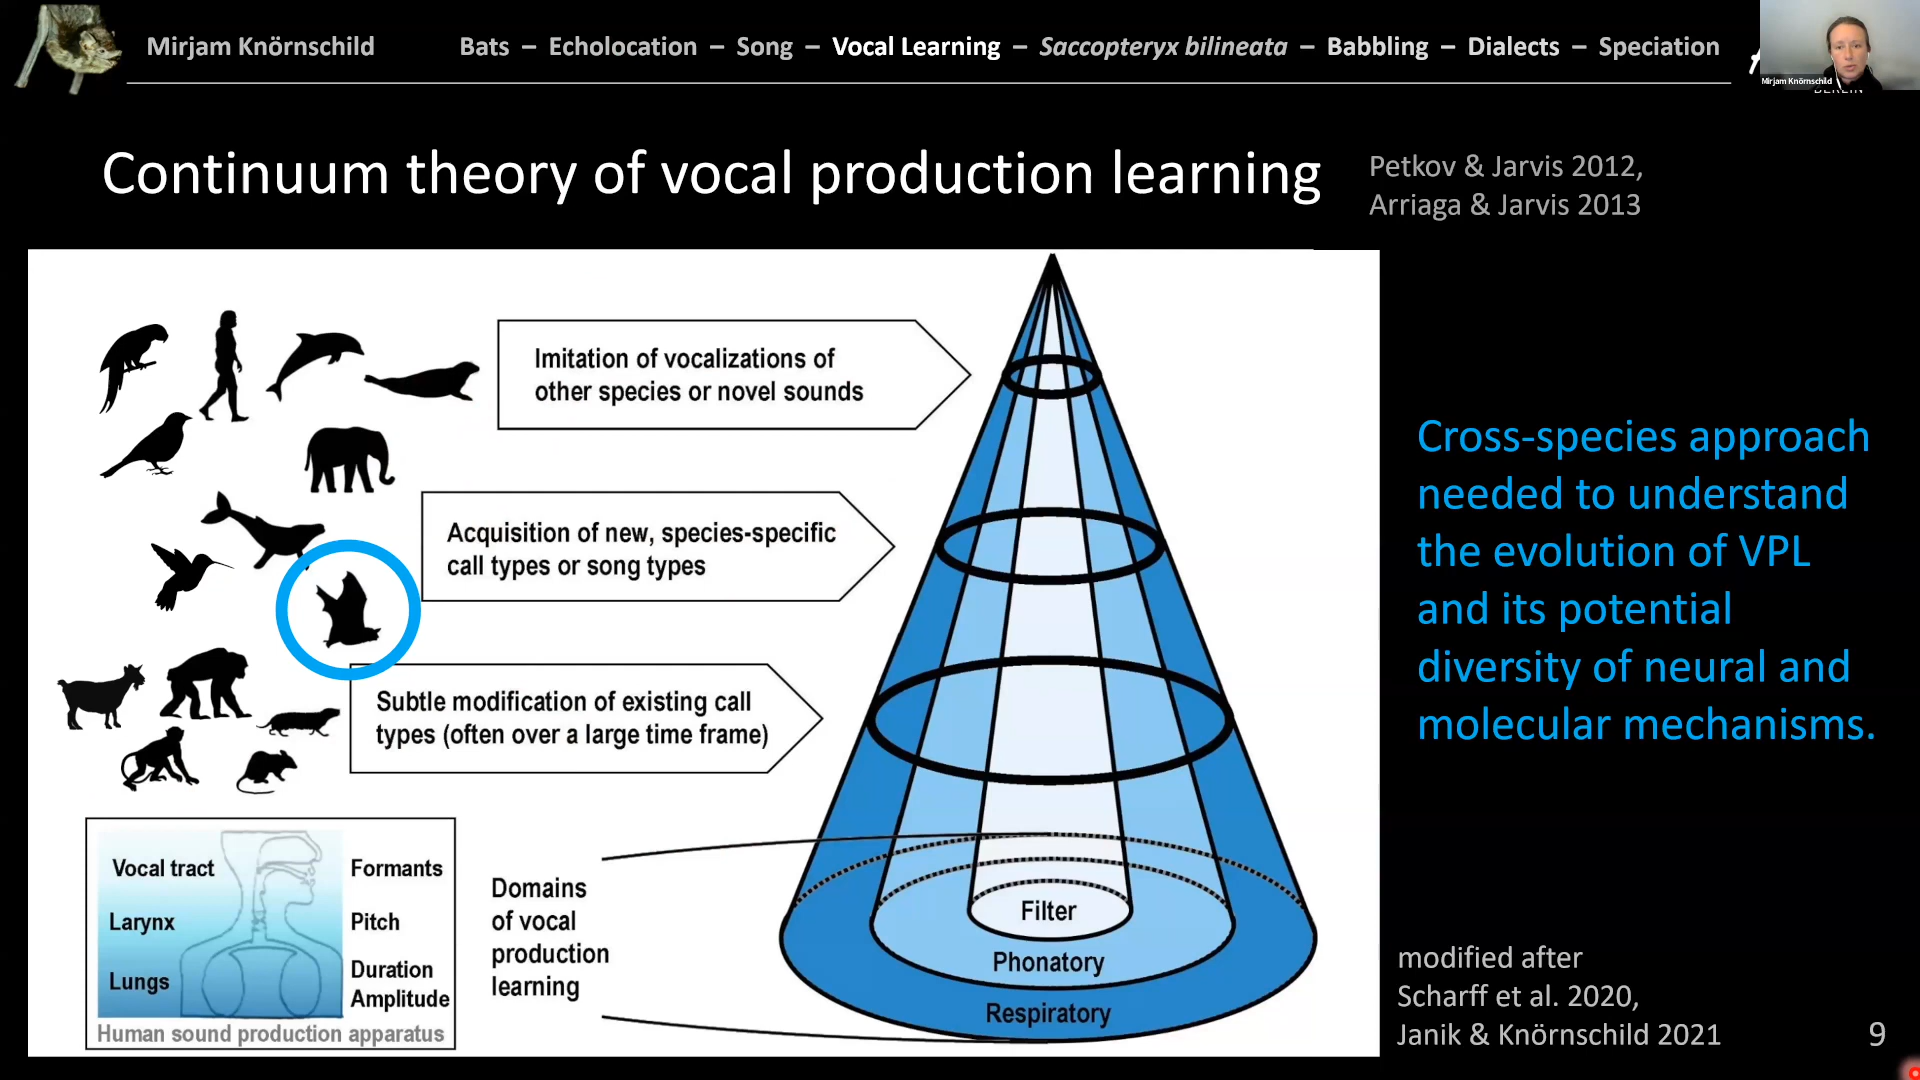 Mirjam Knörnschild
Bats – Echolocation – Song – Vocal Learning – Saccopteryx bilineata – Babbling – Dialects – Speciation
Mirjam Knörnschild
BERLIN
Continuum theory of vocal production learning
Petkov & Jarvis 2012,
Arriaga & Jarvis 2013
Imitation of vocalizations of
other species or novel sounds
Acquisition of new, species-specific
call types or song types
Subtle modification of existing call
types (often over a large time frame)
Cross-species approach
needed to understand
the evolution of VPL
and its potential
diversity of neural and
molecular mechanisms.
Vocal tract
Formants
Larynx
Pitch
Lungs
Duration
Amplitude
Human sound production apparatus
Domains
of vocal
production
learning
Filter
Phonatory
Respiratory
modified after
Scharff et al. 2020,
Janik & Knörnschild 2021
9